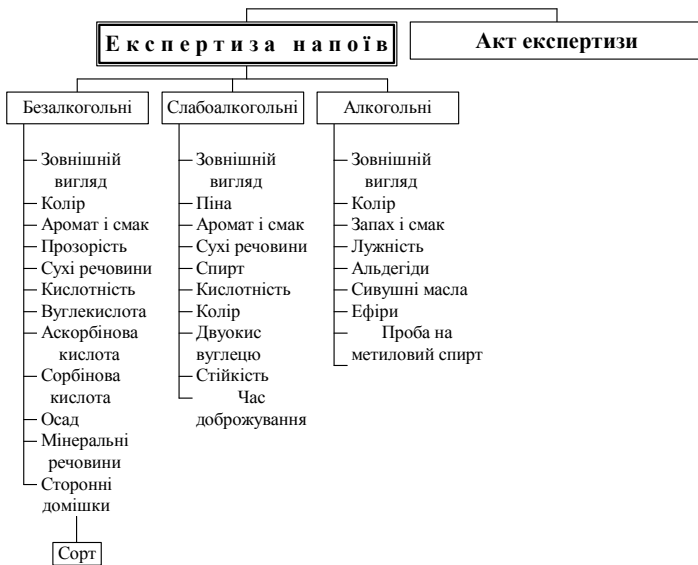 Експертиза напоїв
Акт експертизи
Безалкогольні
Зовнішній
вигляд
Колір
Аромат і смак
Прозорість
Сухі речовини
Кислотність
Вуглекислота
Аскорбінова
кислота
Сорбінова
кислота
Осад
Мінеральні
речовини
Сторонні
домішки
Сорт
Слабоалкогольні
Зовнішній
вигляд
Піна
Аромат і смак
Сухі речовини
Спирт
Кислотність
Колір
Двуокис
вуглецю
Стійкість
Час
доброжування
Алкогольні
Зовнішній
вигляд
Колір
Запах і смак
Лужність
Альдегіди
Сивушні масла
Ефіри
Проба на
метиловий спирт